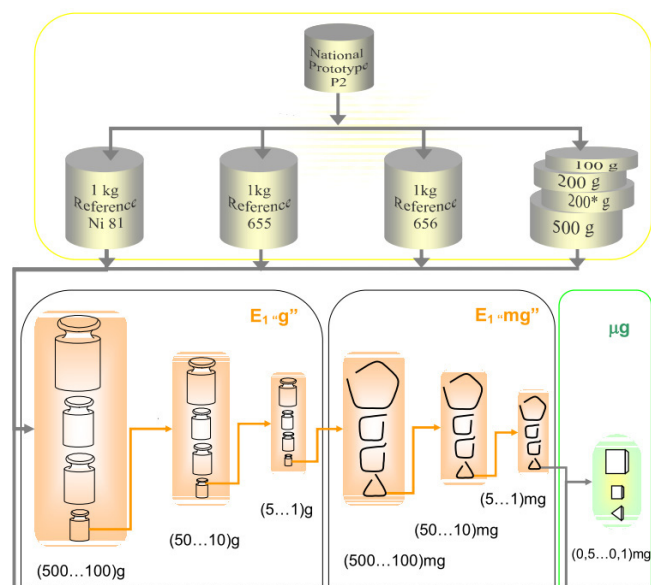 National
Prototype
P2
1 kg
Reference
Ni 81
1kg
Reference
655
1kg
Reference
656
100 g
200 g
200* g
500 g
E1 "g"
E1 "mg"
µg
(500...100)g
(50...10)g
(5...1)g
(500...100)mg
(50...10)mg
(5...1)mg
(0,5...0,1)mg